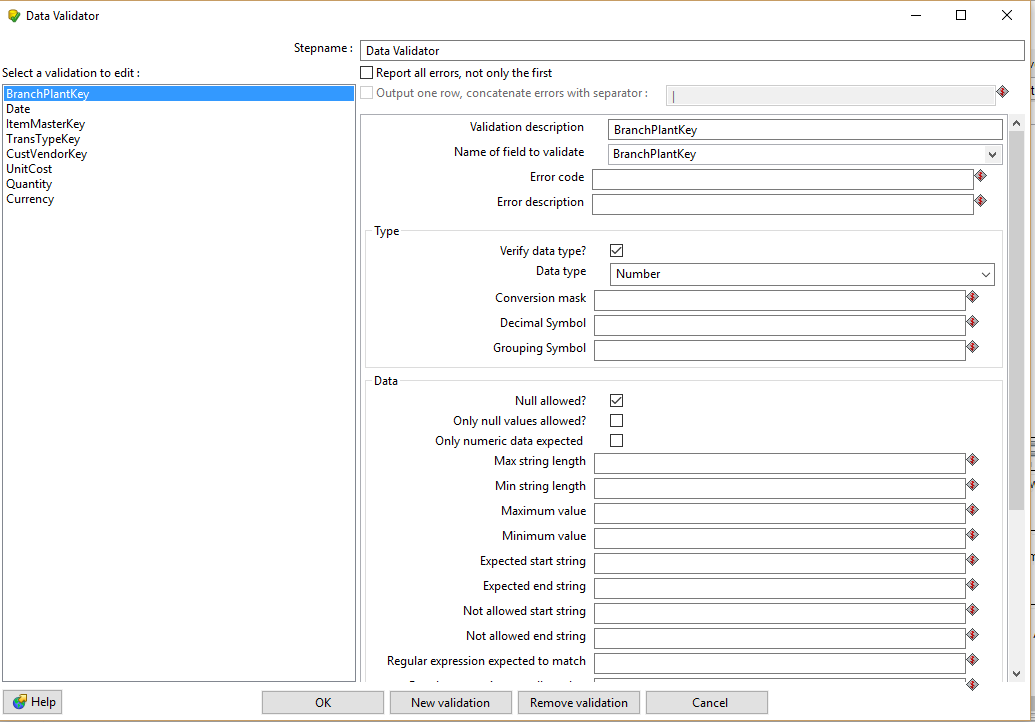 Data Validator
Stepname :
Data Validator
Select a validation to edit :
Report all errors, not only the first
BranchPlantKey
Output one row, concatenate errors with separator :
|
Date
ItemMasterKey
TransTypeKey
CustVendorKey
UnitCost
Quantity
Currency
Validation description
BranchPlantKey
Name of field to validate
BranchPlantKey
Error code
Error description
Type
Verify data type?
Data type
Number
Conversion mask
Decimal Symbol
Grouping Symbol
Data
Null allowed?
Only null values allowed?
Only numeric data expected
Max string length
Min string length
Maximum value
Minimum value
Expected start string
Expected end string
Not allowed start string
Not allowed end string
Regular expression expected to match
Help
OK
New validation
Remove validation
Cancel